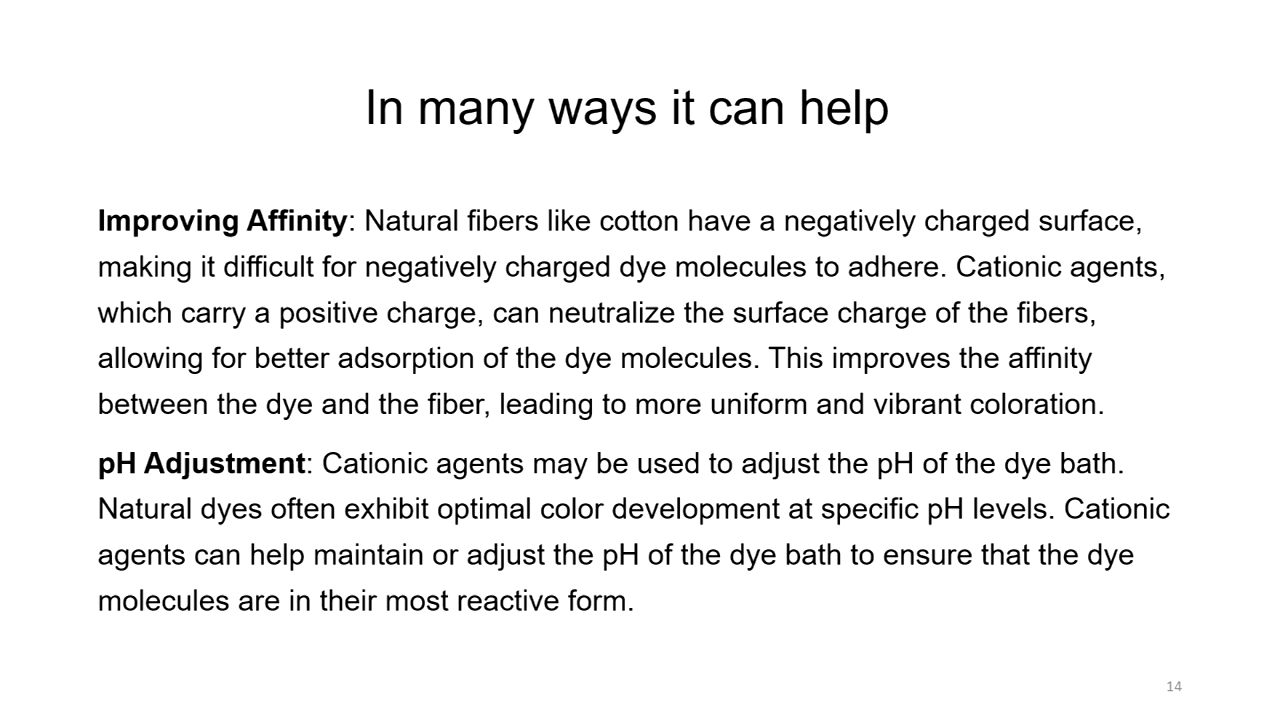 In many ways it can help
Improving Affinity: Natural fibers like cotton have a negatively charged surface,
making it difficult for negatively charged dye molecules to adhere. Cationic agents,
which carry a positive charge, can neutralize the surface charge of the fibers,
allowing for better adsorption of the dye molecules. This improves the affinity
between the dye and the fiber, leading to more uniform and vibrant coloration.
pH Adjustment: Cationic agents may be used to adjust the pH of the dye bath.
Natural dyes often exhibit optimal color development at specific pH levels. Cationic
agents can help maintain or adjust the pH of the dye bath to ensure that the dye
molecules are in their most reactive form.
14